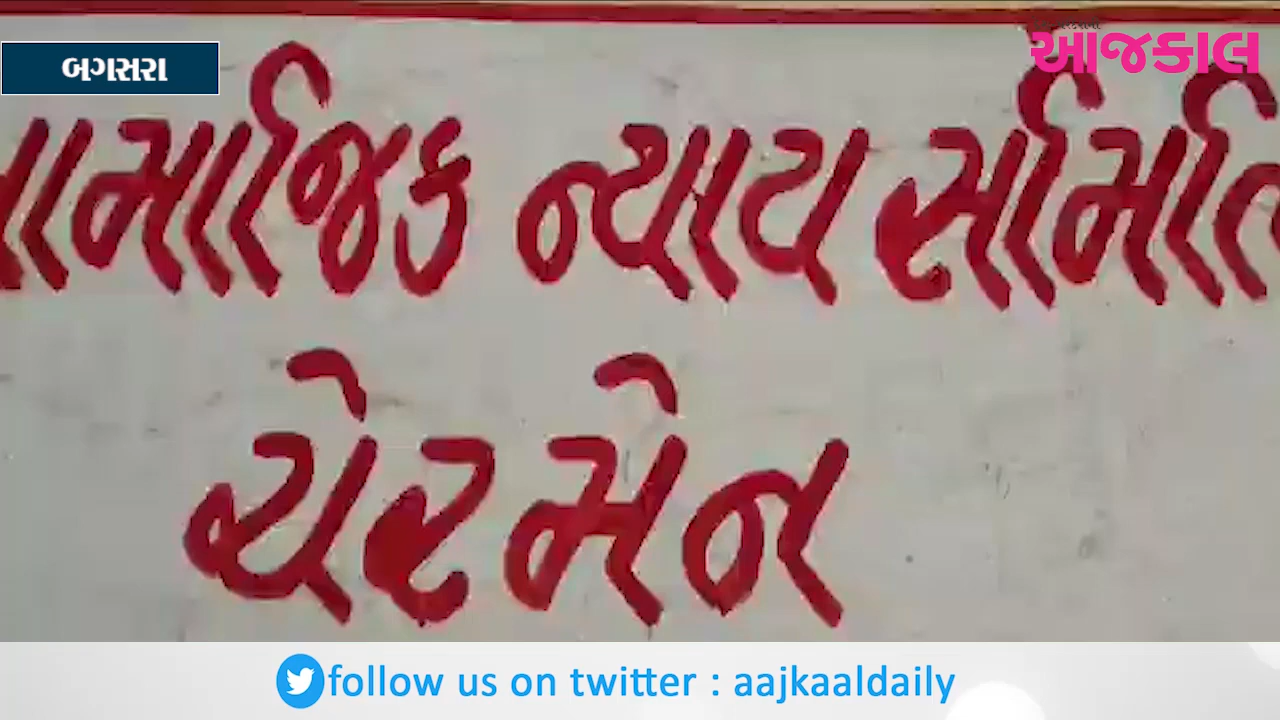 આજકાલ
બગસરા
સામાજિક ન્યાય સમિતિ
ચેરમેન
follow us on twitter : aajkaaldaily